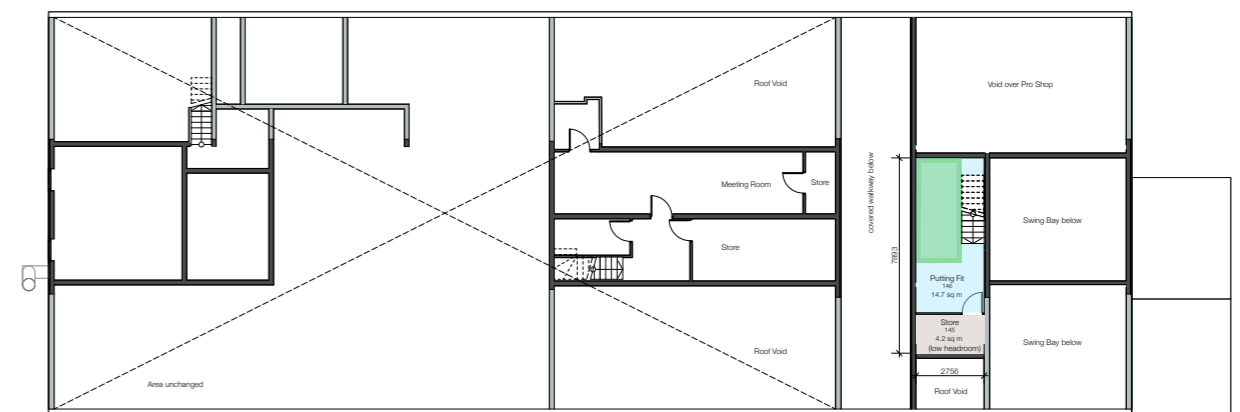 Roof Void
Void over Pro Shop
covered walkway below
Meeting Room
Store
Store
Swing Bay below
7893
Putting Fit
146
14.7 sq m
Store
145
4.2 sq m
(low headroom)
Swing Bay below
Roof Void
2756
Roof Void
Area unchanged